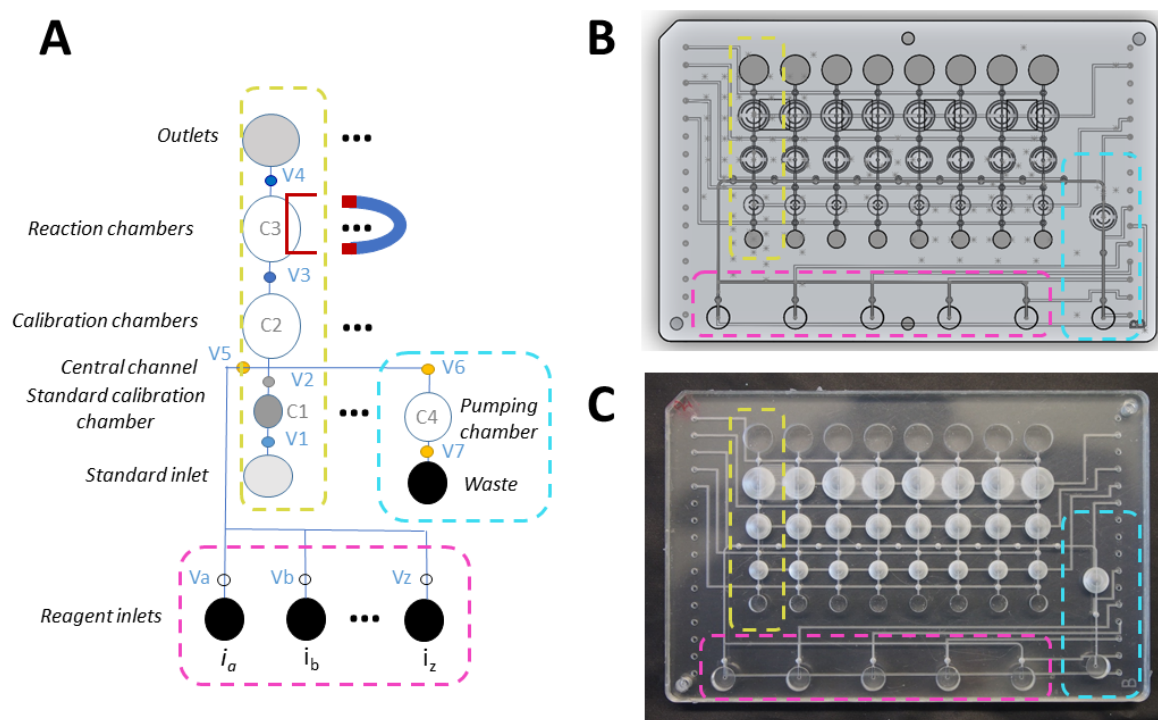 A
Outlets
V4
Reaction chambers
C3
V3
Calibration chambers
C2
V5
Central channel
V6
V2
Standard calibration
chamber
C1
C4
Pumping
chamber
V1
V7
Standard inlet
Waste
Va
Vb
Vz
Reagent inlets
ia
ib
iz
B
B
C
B